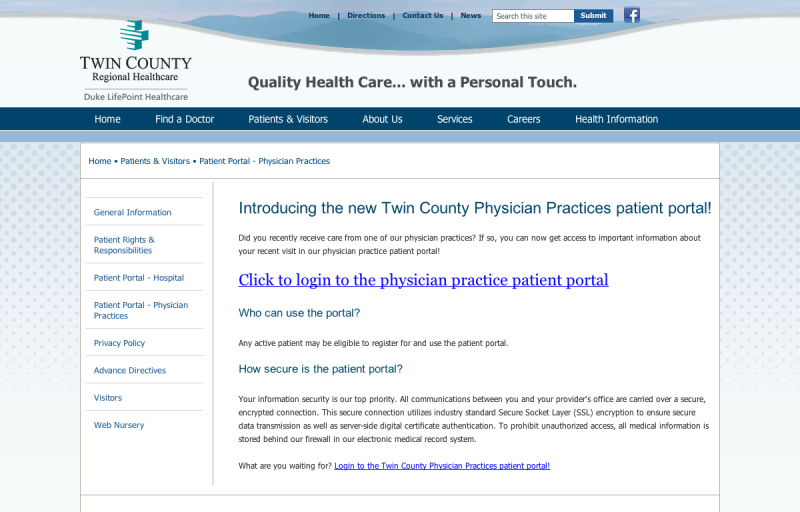 Home | Directions | Contact Us | News Search this site Submit f
TWIN COUNTY
Regional Healthcare
Duke LifePoint Healthcare
Quality Health Care... with a Personal Touch.
Home Find a Doctor Patients & Visitors About Us Services Careers Health Information
Home • Patients & Visitors • Patient Portal - Physician Practices
General Information
Patient Rights &
Responsibilities
Patient Portal - Hospital
Patient Portal - Physician
Practices
Privacy Policy
Advance Directives
Visitors
Web Nursery
Introducing the new Twin County Physician Practices patient portal!
Did you recently receive care from one of our physician practices? If so, you can now get access to important information about
your recent visit in our physician practice patient portal!
Click to login to the physician practice patient portal
Who can use the portal?
Any active patient may be eligible to register for and use the patient portal.
How secure is the patient portal?
Your information security is our top priority. All communications between you and your provider's office are carried over a secure,
encrypted connection. This secure connection utilizes industry standard Secure Socket Layer (SSL) encryption to ensure secure
data transmission as well as server-side digital certificate authentication. To prohibit unauthorized access, all medical information is
stored behind our firewall in our electronic medical record system.
What are you waiting for? Login to the Twin County Physician Practices patient portal!